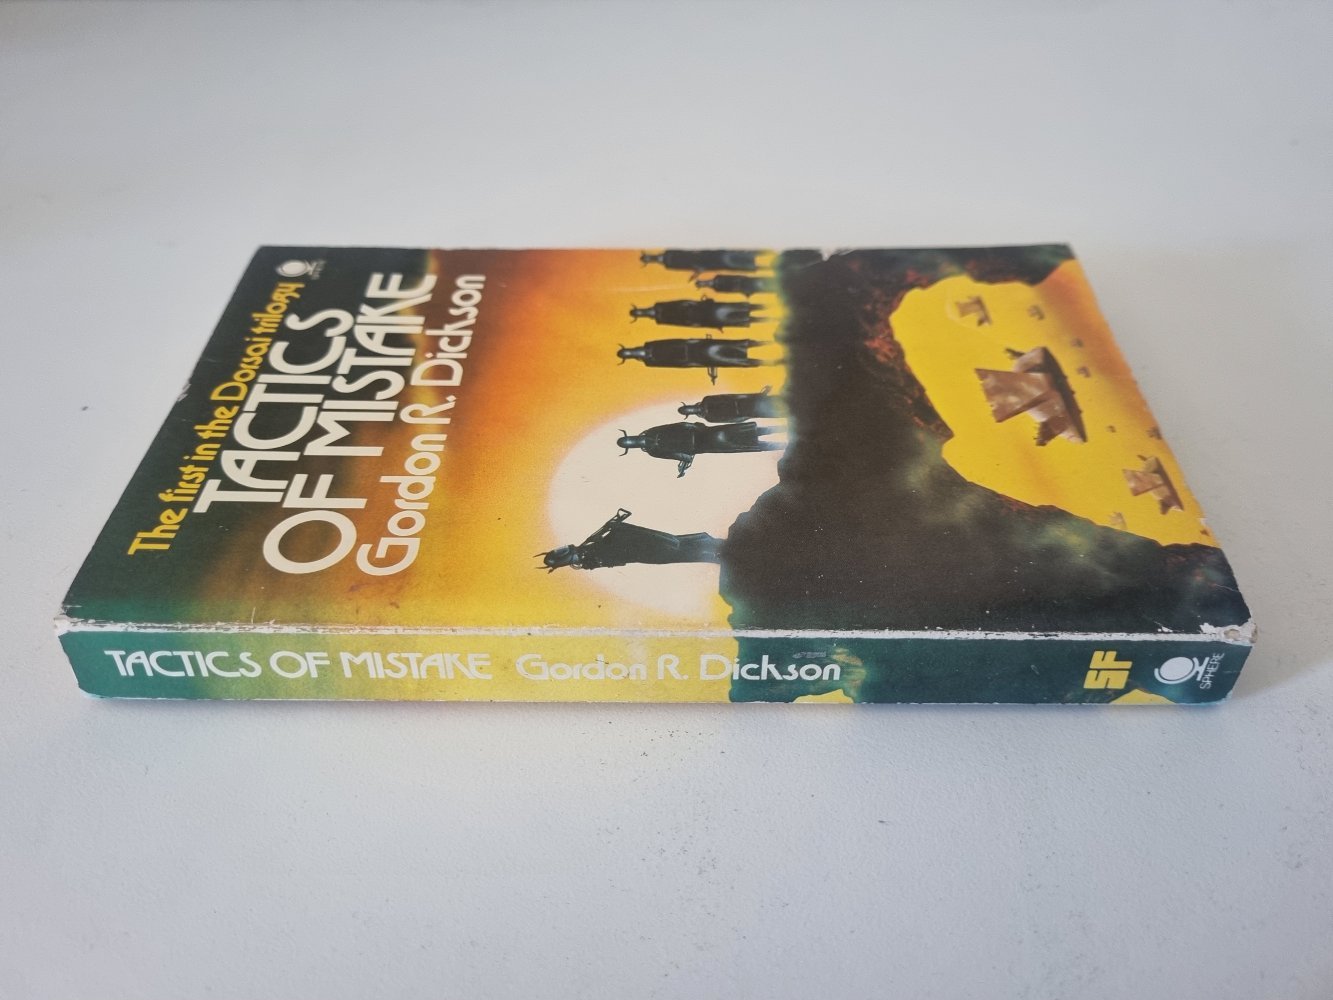 The first in the Dorsai trilogy
TACTICS
OF MISTAKE
Gordon R. Dickson
TACTICS OF MISTAKE Gordon R. Dickson SF SPHERE